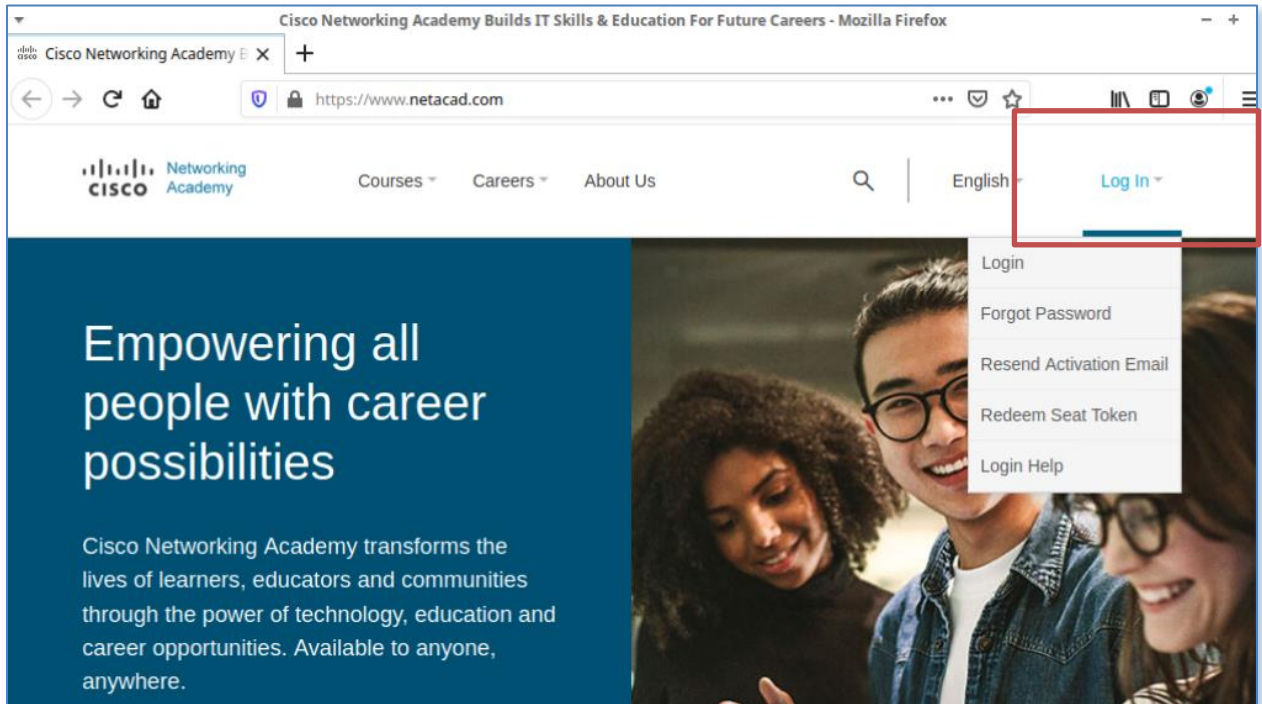 Cisco Networking Academy Builds IT Skills & Education For Future Careers - Mozilla Firefox
Cisco Networking Academy
https://www.netacad.com
CISCO Networking Academy
Courses Careers About Us English Log In
Login
Forgot Password
Resend Activation Email
Redeem Seat Token
Login Help
Empowering all
people with career
possibilities
Cisco Networking Academy transforms the
lives of learners, educators and communities
through the power of technology, education and
career opportunities. Available to anyone,
anywhere.